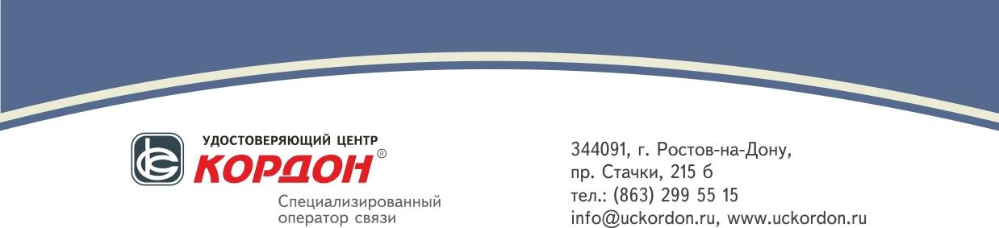 УДОСТОВЕРЯЮЩИЙ ЦЕНТР
КОРДОН®
Специализированный
оператор связи
344091, г. Ростов-на-Дону,
пр. Стачки, 215 б
тел.: (863) 299 55 15
info@uckordon.ru, www.uckordon.ru